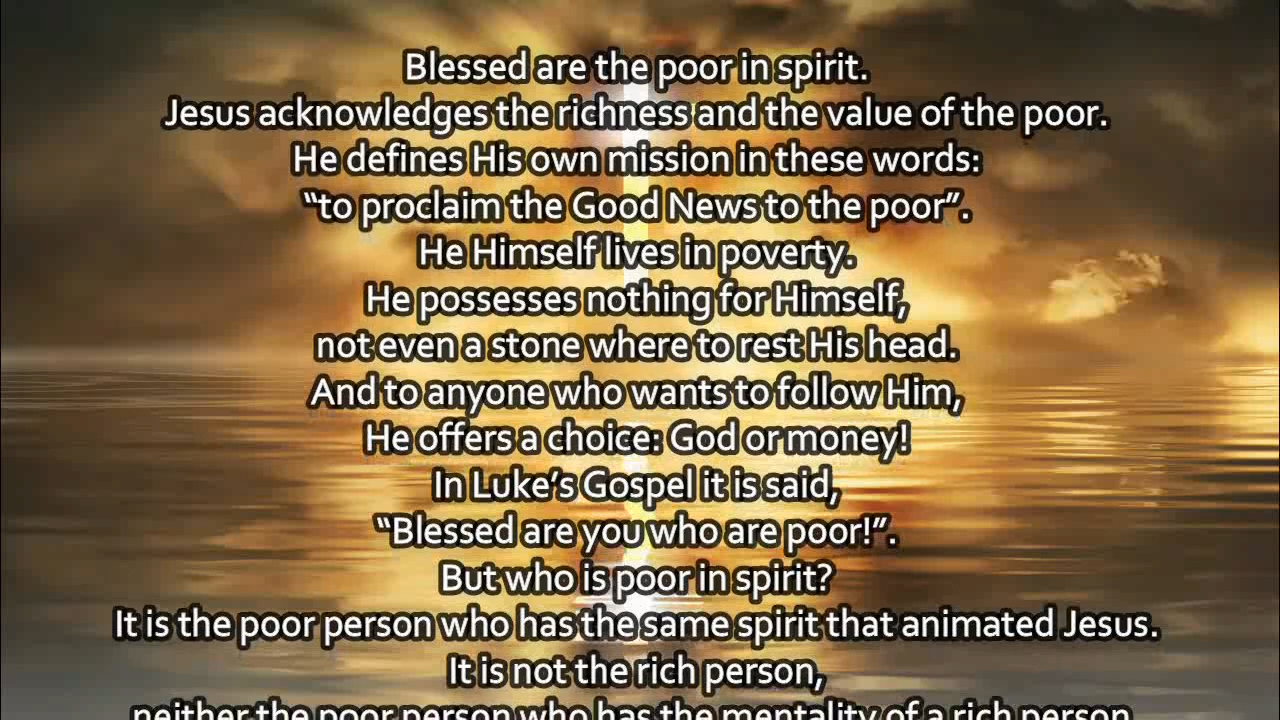 Blessed are the poor in spirit.
Jesus acknowledges the richness and the value of the poor.
He defines His own mission in these words:
“to proclaim the Good News to the poor”.
He Himself lives in poverty.
He possesses nothing for Himself,
not even a stone where to rest His head.
And to anyone who wants to follow Him,
He offers a choice: God or money!
In Luke’s Gospel it is said,
“Blessed are you who are poor!”.
But who is poor in spirit?
It is the poor person who has the same spirit that animated Jesus.
It is not the rich person,
neither the poor person who has the mentality of a rich person